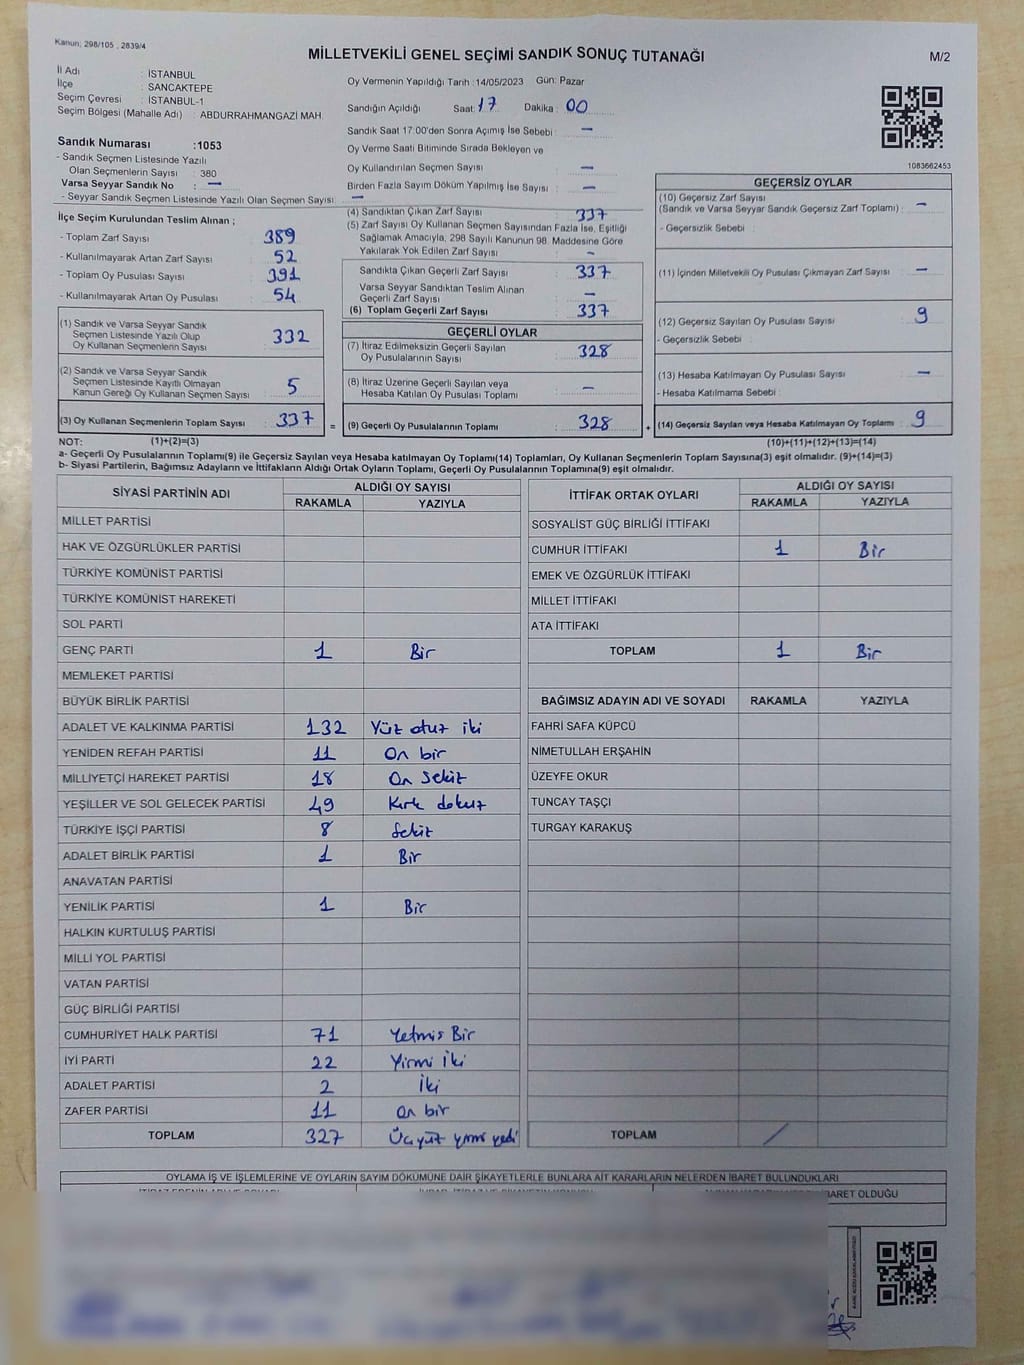 Kanun; 298/105 , 2839/4
MİLLETVEKİLİ GENEL SEÇİMİ SANDIK SONUÇ TUTANAĞI
M/2
İl Adı : İSTANBUL
İlçe : SANCAKTEPE
Seçim Çevresi : İSTANBUL-1
Seçim Bölgesi (Mahalle Adı) : ABDURRAHMANGAZİ MAH.
Sandık Numarası :1053
- Sandık Seçmen Listesinde Yazılı
Olan Seçmenlerin Sayısı : 380
Varsa Seyyar Sandık No : —
- Seyyar Sandık Seçmen Listesinde Yazılı Olan Seçmen Sayısı : —
Oy Vermenin Yapıldığı Tarih :14/05/2023 Gün: Pazar
Sandığın Açıldığı Saat: 17 Dakika : 00
Sandık Saat 17:00'den Sonra Açımış İse Sebebi : —
Oy Verme Saati Bitiminde Sırada Bekleyen ve
Oy Kullandırılan Seçmen Sayısı : —
Birden Fazla Sayım Döküm Yapılmış İse Sayısı : —
1083662453
İlçe Seçim Kurulundan Teslim Alınan ;
- Toplam Zarf Sayısı : 389
- Kullanılmayarak Artan Zarf Sayısı : 52
- Toplam Oy Pusulası Sayısı : 391
- Kullanılmayarak Artan Oy Pusulası : 54
(1) Sandık ve Varsa Seyyar Sandık
Seçmen Listesinde Yazılı Olup
Oy Kullanan Seçmenlerin Sayısı : 332
(2) Sandık ve Varsa Seyyar Sandık
Seçmen Listesinde Kayıtlı Olmayan
Kanun Gereği Oy Kullanan Seçmen Sayısı : 5
(3) Oy Kullanan Seçmenlerin Toplam Sayısı : 337 =
(4) Sandıktan Çıkan Zarf Sayısı : 337
(5) Zarf Sayısı Oy Kullanan Seçmen Sayısından Fazla İse, Eşitliği
Sağlamak Amacıyla, 298 Sayılı Kanunun 98. Maddesine Göre
Yakılarak Yok Edilen Zarf Sayısı : —
Sandıkta Çıkan Geçerli Zarf Sayısı : 337
Varsa Seyyar Sandıktan Teslim Alınan
Geçerli Zarf Sayısı : —
(6) Toplam Geçerli Zarf Sayısı : 337
GEÇERLİ OYLAR
(7) İtiraz Edilmeksizin Geçerli Sayılan
Oy Pusulalarının Sayısı : 328
(8) İtiraz Üzerine Geçerli Sayılan veya
Hesaba Katılan Oy Pusulası Toplamı : —
(9) Geçerli Oy Pusulalarının Toplamı : 328 +
GEÇERSİZ OYLAR
(10) Geçersiz Zarf Sayısı
(Sandık ve Varsa Seyyar Sandık Geçersiz Zarf Toplamı) : —
- Geçersizlik Sebebi :
(11) İçinden Milletvekili Oy Pusulası Çıkmayan Zarf Sayısı : —
(12) Geçersiz Sayılan Oy Pusulası Sayısı : 9
- Geçersizlik Sebebi :
(13) Hesaba Katılmayan Oy Pusulası Sayısı : —
- Hesaba Katılmama Sebebi :
(14) Geçersiz Sayılan veya Hesaba Katılmayan Oy Toplamı : 9
NOT: (1)+(2)=(3) (10)+(11)+(12)+(13)=(14)
a- Geçerli Oy Pusulalarının Toplamı(9) ile Geçersiz Sayılan veya Hesaba katılmayan Oy Toplamı(14) Toplamları, Oy Kullanan Seçmenlerin Toplam Sayısına(3) eşit olmalıdır. (9)+(14)=(3)
b- Siyasi Partilerin, Bağımsız Adayların ve İttifakların Aldığı Ortak Oyların Toplamı, Geçerli Oy Pusulalarının Toplamına(9) eşit olmalıdır.
SİYASİ PARTİNİN ADI ALDIĞI OY SAYISI
RAKAMLA YAZIYLA
MİLLET PARTİSİ
HAK VE ÖZGÜRLÜKLER PARTİSİ
TÜRKİYE KOMÜNİST PARTİSİ
TÜRKİYE KOMÜNİST HAREKETİ
SOL PARTİ
GENÇ PARTİ 1 Bir
MEMLEKET PARTİSİ
BÜYÜK BİRLİK PARTİSİ
ADALET VE KALKINMA PARTİSİ 132 Yüz otuz iki
YENİDEN REFAH PARTİSİ 11 On bir
MİLLİYETÇİ HAREKET PARTİSİ 18 On Sekiz
YEŞİLLER VE SOL GELECEK PARTİSİ 49 Kırk dokuz
TÜRKİYE İŞÇİ PARTİSİ 8 Sekiz
ADALET BİRLİK PARTİSİ 1 Bir
ANAVATAN PARTİSİ
YENİLİK PARTİSİ 1 Bir
HALKIN KURTULUŞ PARTİSİ
MİLLİ YOL PARTİSİ
VATAN PARTİSİ
GÜÇ BİRLİĞİ PARTİSİ
CUMHURİYET HALK PARTİSİ 71 Yetmis Bir
İYİ PARTİ 22 Yirmi İki
ADALET PARTİSİ 2 İki
ZAFER PARTİSİ 11 On bir
TOPLAM 327 Üçyüz yirmi yedi
İTTİFAK ORTAK OYLARI ALDIĞI OY SAYISI
RAKAMLA YAZIYLA
SOSYALİST GÜÇ BİRLİĞİ İTTİFAKI
CUMHUR İTTİFAKI 1 Bir
EMEK VE ÖZGÜRLÜK İTTİFAKI
MİLLET İTTİFAKI
ATA İTTİFAKI
TOPLAM 1 Bir
BAĞIMSIZ ADAYIN ADI VE SOYADI RAKAMLA YAZIYLA
FAHRİ SAFA KÜPCÜ
NİMETULLAH ERŞAHİN
ÜZEYFE OKUR
TUNCAY TAŞÇI
TURGAY KARAKUŞ
TOPLAM /
OYLAMA İŞ VE İŞLEMLERİNE VE OYLARIN SAYIM DÖKÜMÜNE DAİR ŞİKAYETLERLE BUNLARA AİT KARARLARIN NELERDEN İBARET BULUNDUKLARI
İBARET OLDUĞU